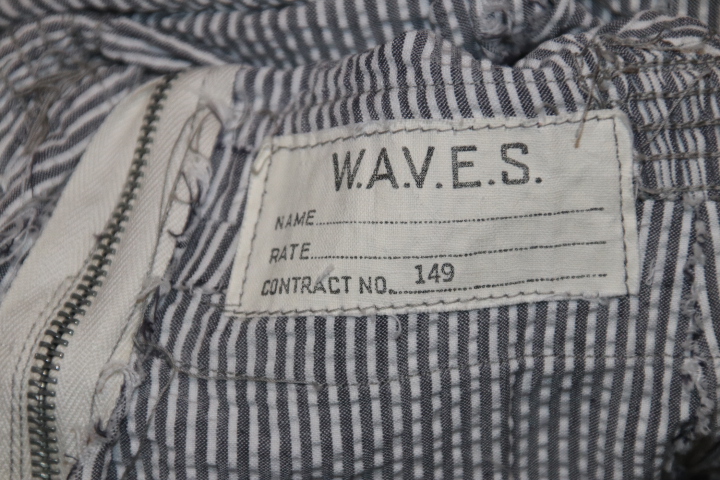 W.A.V.E.S.
NAME
RATE
CONTRACT NO. 149